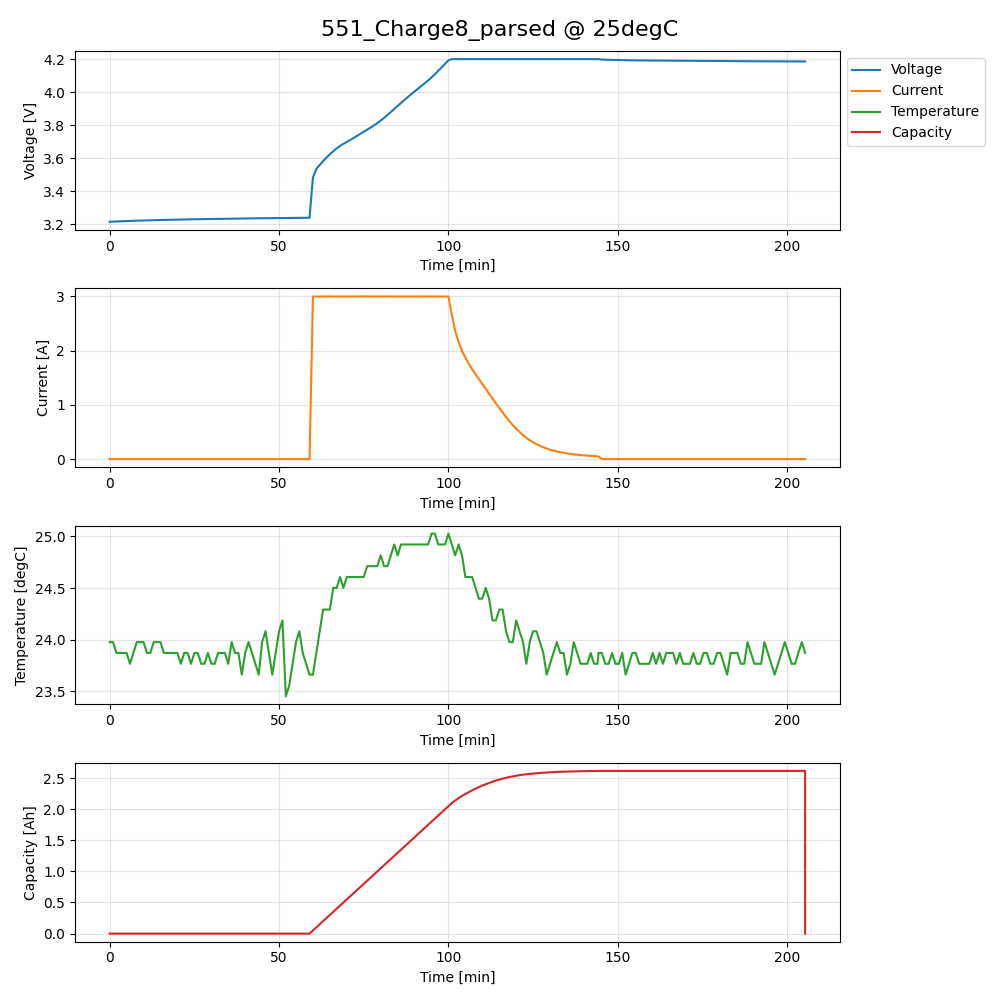 551_Charge8_parsed @ 25degC
Voltage [V]
4.2
4.0
3.8
3.6
3.4
3.2
0 50 100 150 200
Time [min]
Voltage
Current
Temperature
Capacity
Current [A]
3
2
1
0
0 50 100 150 200
Time [min]
Temperature [degC]
25.0
24.5
24.0
23.5
0 50 100 150 200
Time [min]
Capacity [Ah]
2.5
2.0
1.5
1.0
0.5
0.0
0 50 100 150 200
Time [min]